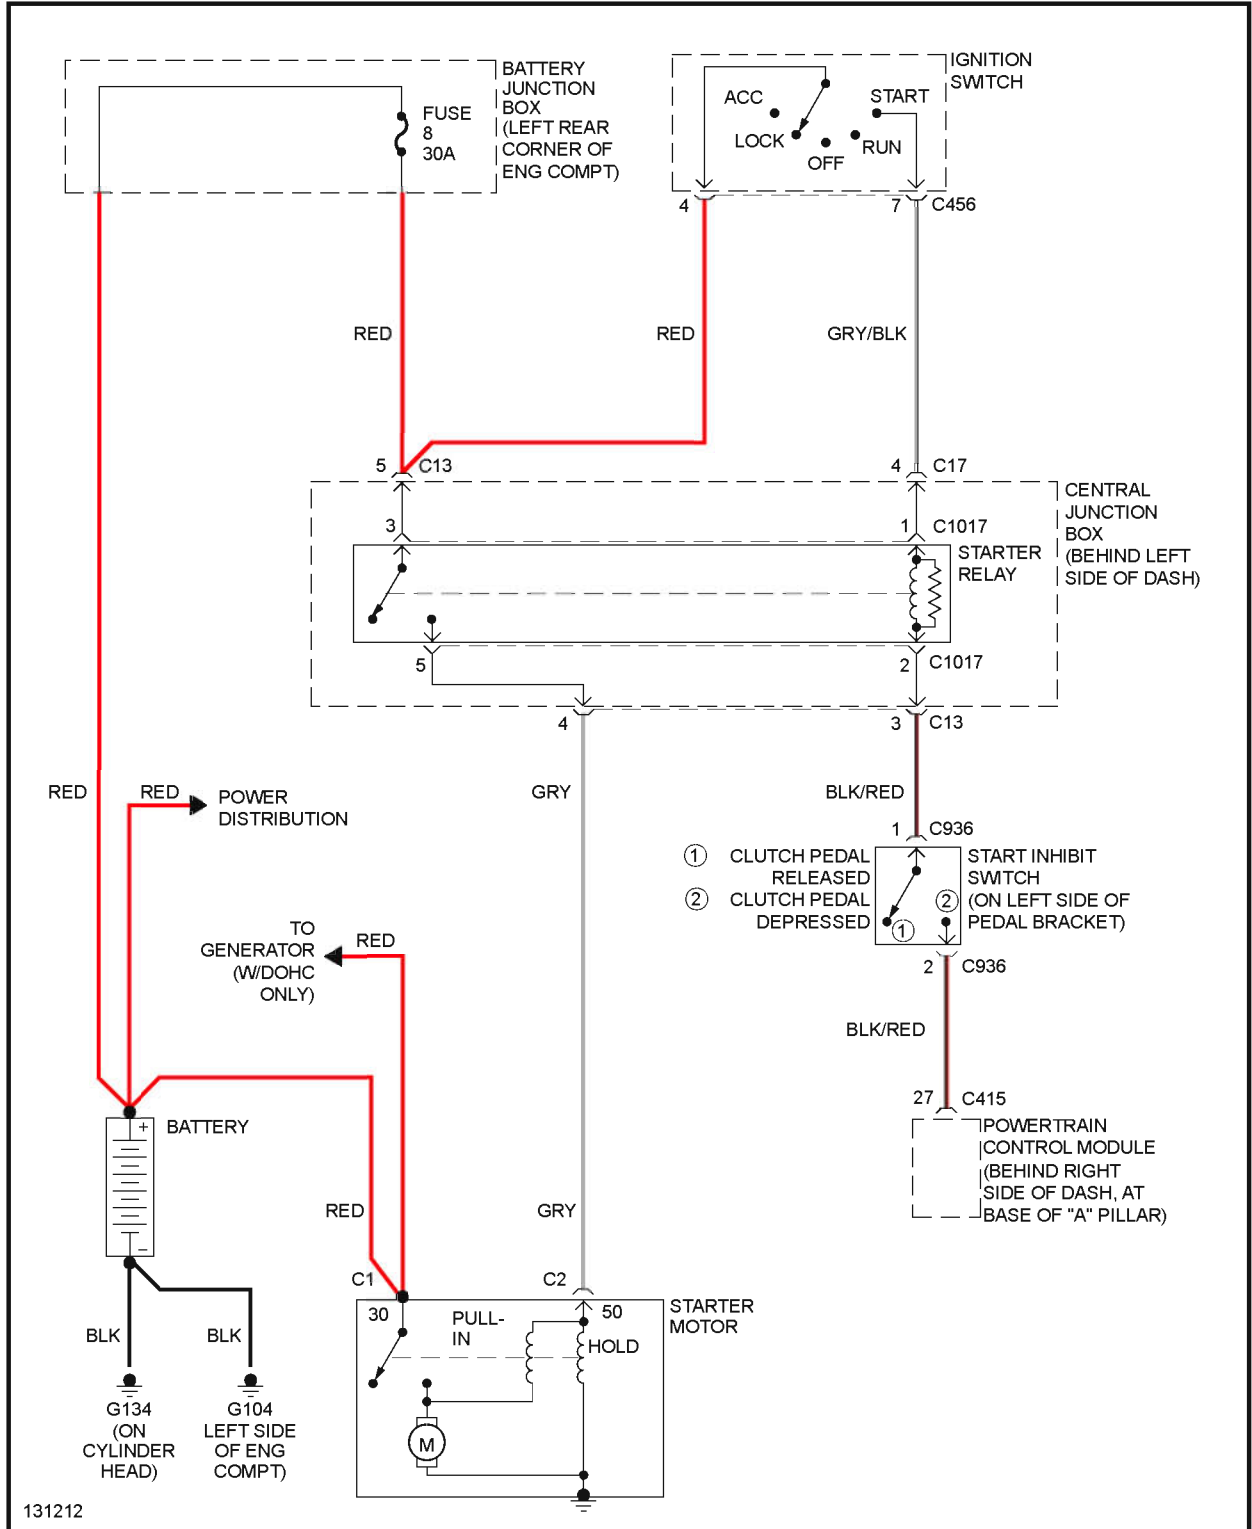 BATTERY
JUNCTION
BOX
(LEFT REAR
CORNER OF
ENG COMPT)
FUSE
8
30A
IGNITION
SWITCH
ACC
START
LOCK
RUN
OFF
4
7
C456
RED
RED
GRY/BLK
5
C13
4
C17
CENTRAL
JUNCTION
BOX
(BEHIND LEFT
SIDE OF DASH)
3
1
C1017
STARTER
RELAY
5
2
C1017
4
3
C13
RED
RED
POWER
DISTRIBUTION
GRY
BLK/RED
1
C936
1 CLUTCH PEDAL
RELEASED
2 CLUTCH PEDAL
DEPRESSED
START INHIBIT
SWITCH
(ON LEFT SIDE OF
PEDAL BRACKET)
2
1
2
C936
TO
GENERATOR
(W/DOHC
ONLY)
RED
BLK/RED
27
C415
POWERTRAIN
CONTROL MODULE
(BEHIND RIGHT
SIDE OF DASH, AT
BASE OF "A" PILLAR)
+
BATTERY
–
RED
GRY
C1
C2
30
50
PULL-
IN
HOLD
STARTER
MOTOR
M
BLK
BLK
G134
(ON
CYLINDER
HEAD)
G104
LEFT SIDE
OF ENG
COMPT)
131212